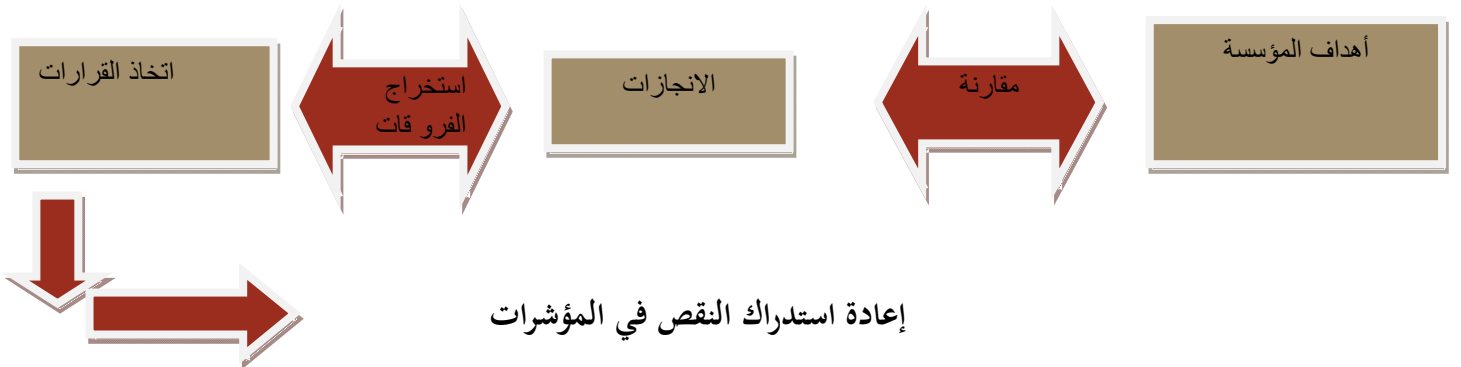 أهداف المؤسسة
مقارنة
الانجازات
استخراج
الفرو قات
اتخاذ القرارات
إعادة استدراك النقص في المؤشرات